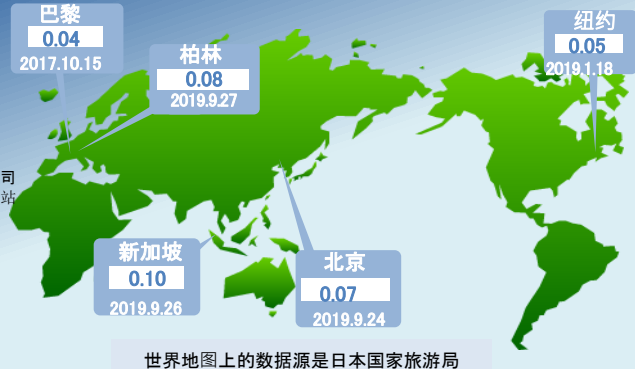 巴黎
0.04
2017.10.15
柏林
0.08
2019.9.27
纽约
0.05
2019.1.18
司
站
新加坡
0.10
2019.9.26
北京
0.07
2019.9.24
世界地图上的数据源是日本国家旅游局